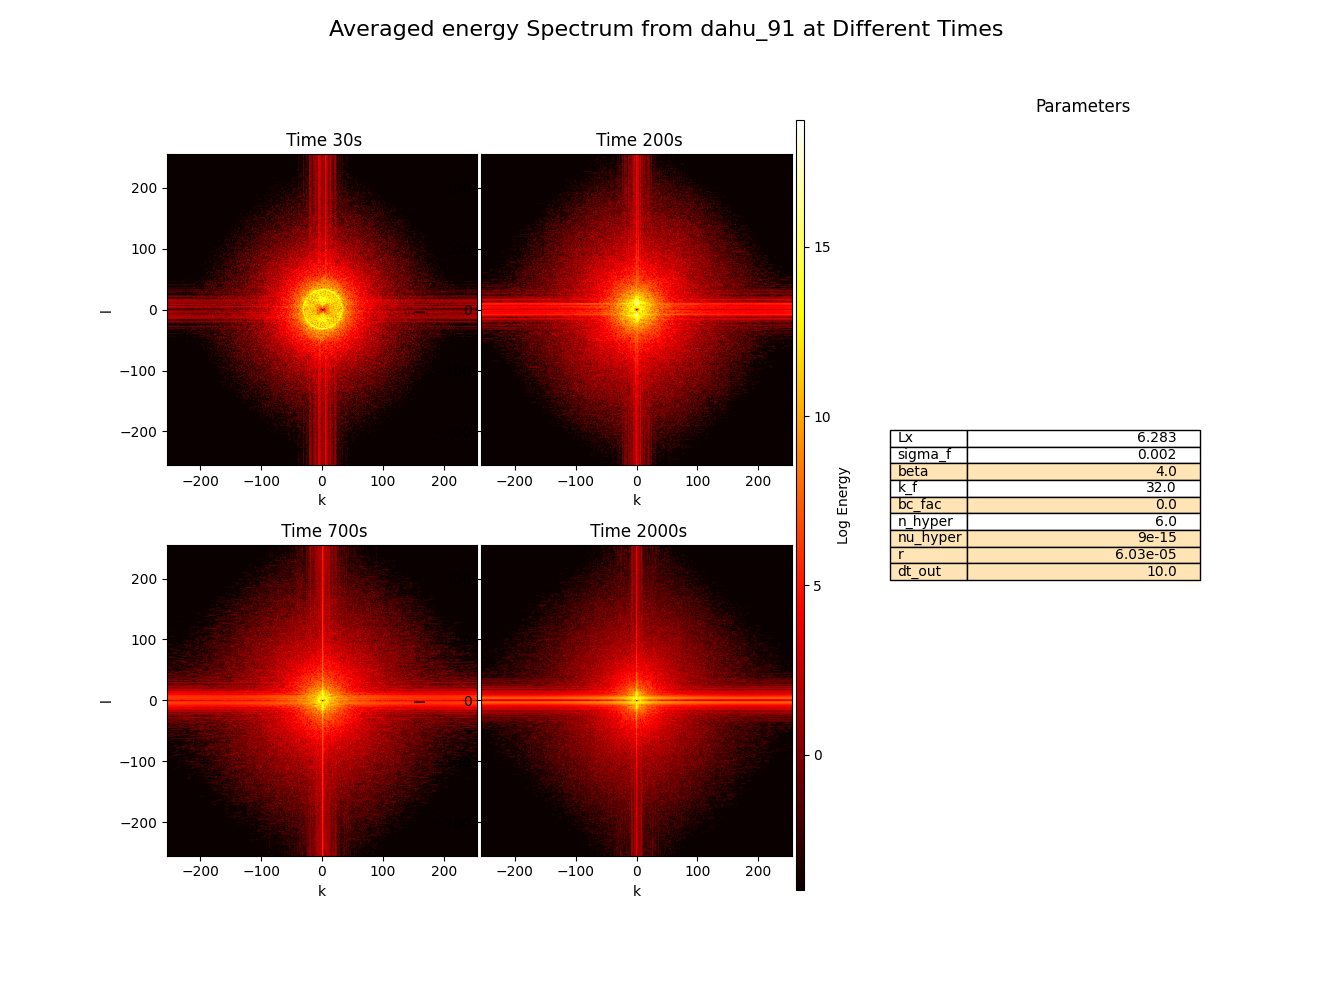 Averaged energy Spectrum from dahu_91 at Different Times
Parameters
Time 30s
200
100
0
−100
−200
l
−200 −100 0 100 200
k
Time 200s
0
l
−200 −100 0 100 200
k
Time 700s
200
100
0
−100
−200
l
−200 −100 0 100 200
k
Time 2000s
0
l
−200 −100 0 100 200
k
15
10
5
0
Log Energy
Lx 6.283
sigma_f 0.002
beta 4.0
k_f 32.0
bc_fac 0.0
n_hyper 6.0
nu_hyper 9e-15
r 6.03e-05
dt_out 10.0